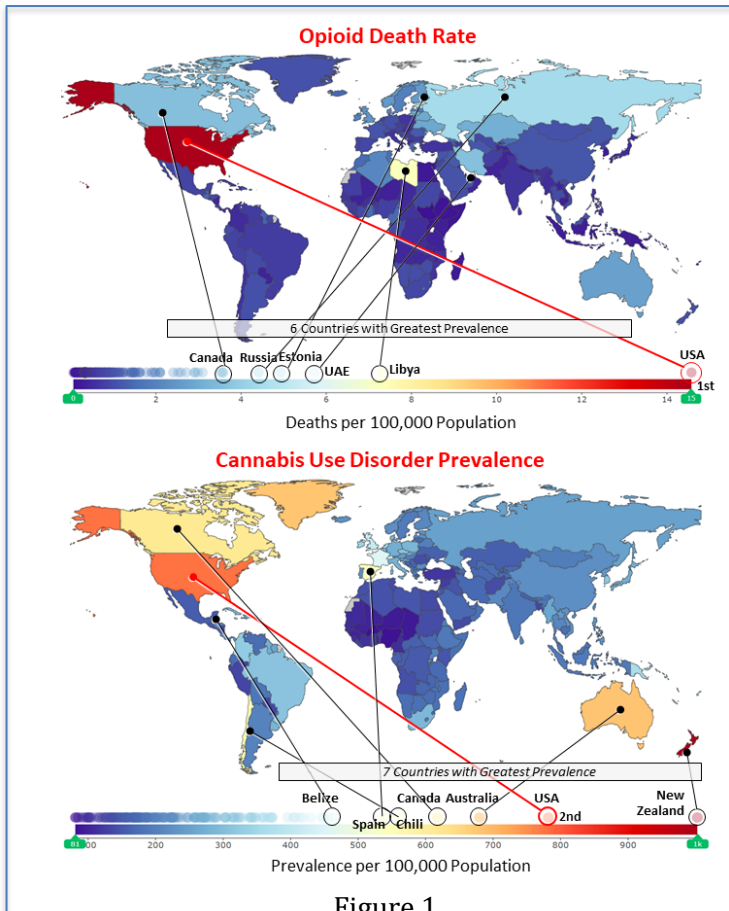 Opioid Death Rate
6 Countries with Greatest Prevalence
Canada Russia Estonia UAE Libya USA
1st
0 2 4 6 8 10 12 14 15
Deaths per 100,000 Population
Cannabis Use Disorder Prevalence
7 Countries with Greatest Prevalence
Belize Canada Australia USA New
Spain Chili 2nd Zealand
81 00 200 300 400 500 600 700 800 900 1k
Prevalence per 100,000 Population
Figure 1